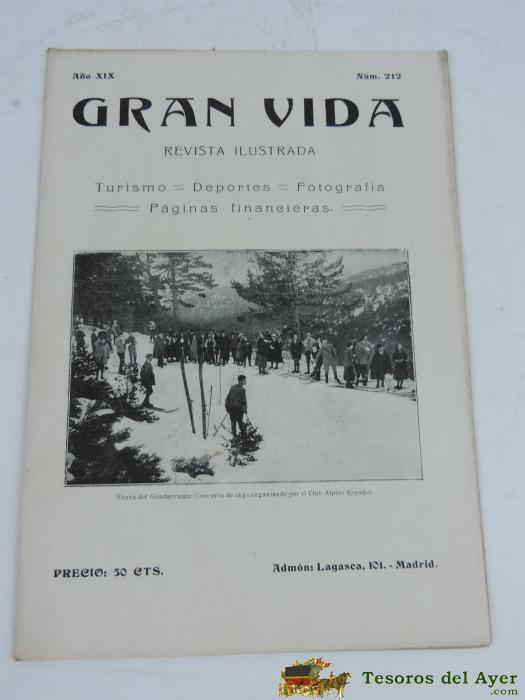 Año XIX
Núm. 212
GRAN VIDA
REVISTA ILUSTRADA
Turismo = Deportes = Fotografía
Páginas financieras.
Sierra del Guadarrama: Concurso de skys organizado por el Club Alpino Español.
PRECIO: 50 CTS.
Admón: Lagasca, 101. - Madrid.
Tesoros del Ayer
.com